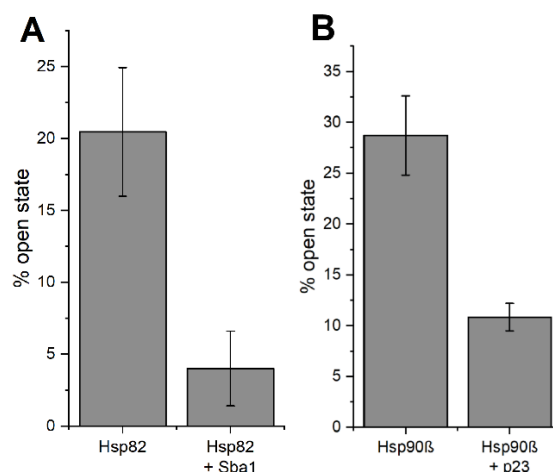 A
25
20
15
10
5
0
% open state
Hsp82
Hsp82
+ Sba1
B
35
30
25
20
15
10
5
0
% open state
Hsp90ß
Hsp90ß
+ p23